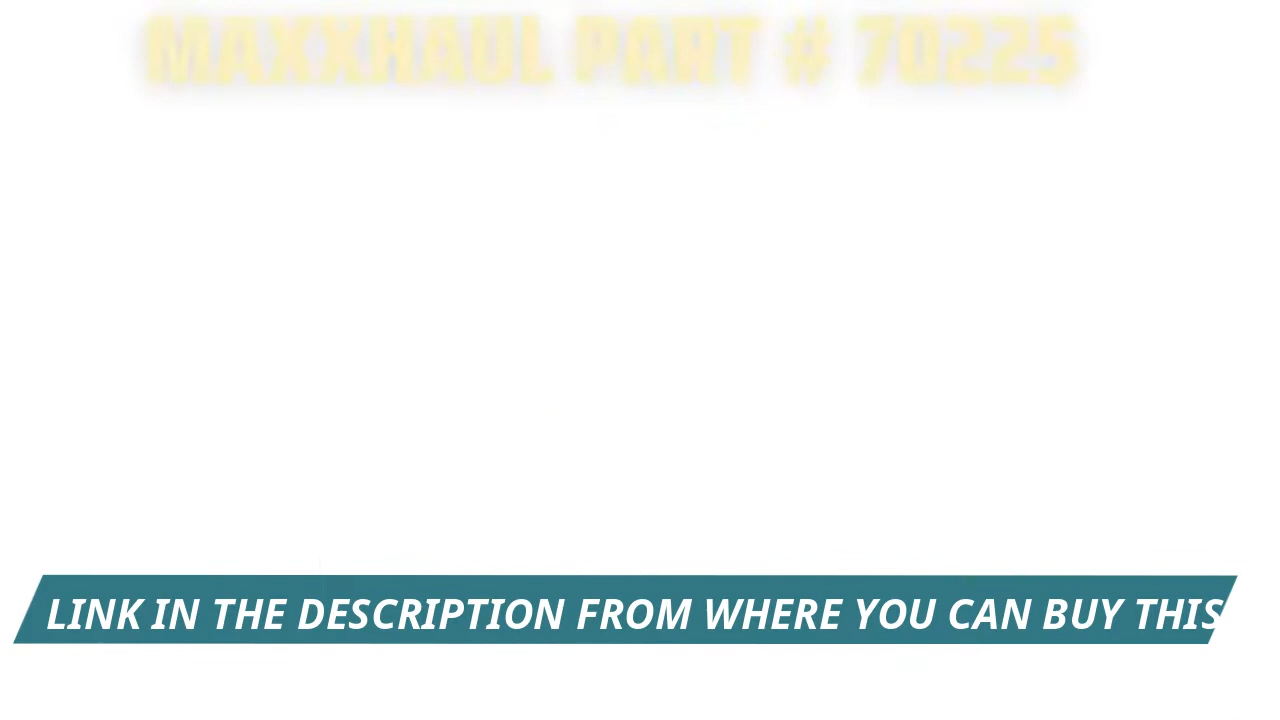 MAXXHAUL PART # 70225
LINK IN THE DESCRIPTION FROM WHERE YOU CAN BUY THIS